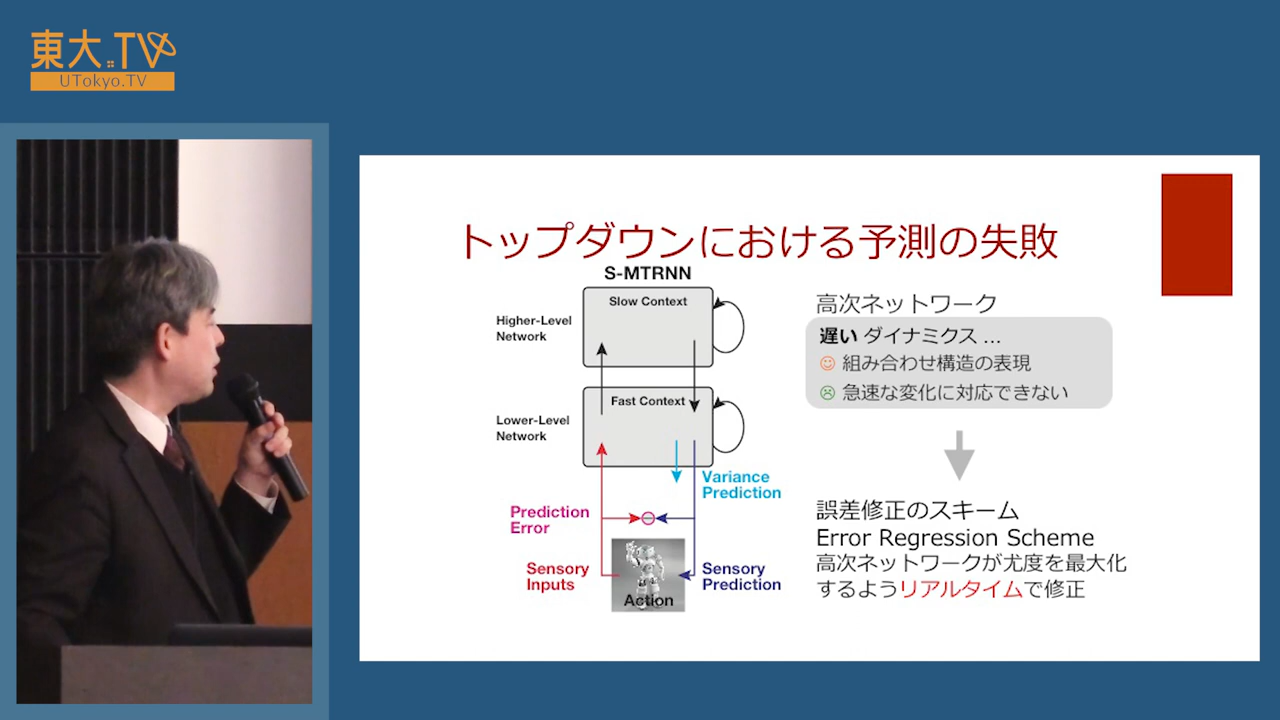 東大.TV
UTokyo.TV
トップダウンにおける予測の失敗
S-MTRNN
Slow Context
Higher-Level
Network
Fast Context
Lower-Level
Network
Variance
Prediction
Prediction
Error
Sensory
Inputs
Sensory
Prediction
Action
高次ネットワーク
遅い ダイナミクス ...
☹ 組み合わせ構造の表現
☹ 急速な変化に対応できない
誤差修正のスキーム
Error Regression Scheme
高次ネットワークが尤度を最大化
するようリアルタイムで修正